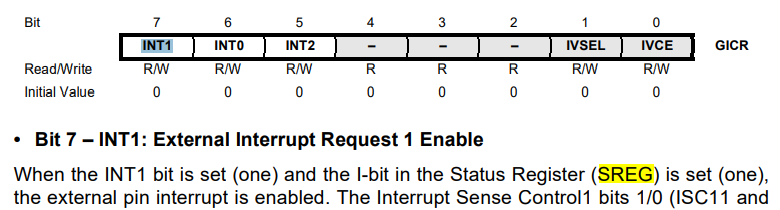 Bit 7 6 5 4 3 2 1 0
INT1 INT0 INT2 – – – IVSEL IVCE GICR
Read/Write R/W R/W R/W R R R R/W R/W
Initial Value 0 0 0 0 0 0 0 0
• Bit 7 – INT1: External Interrupt Request 1 Enable
When the INT1 bit is set (one) and the I-bit in the Status Register (SREG) is set (one),
the external pin interrupt is enabled. The Interrupt Sense Control1 bits 1/0 (ISC11 and